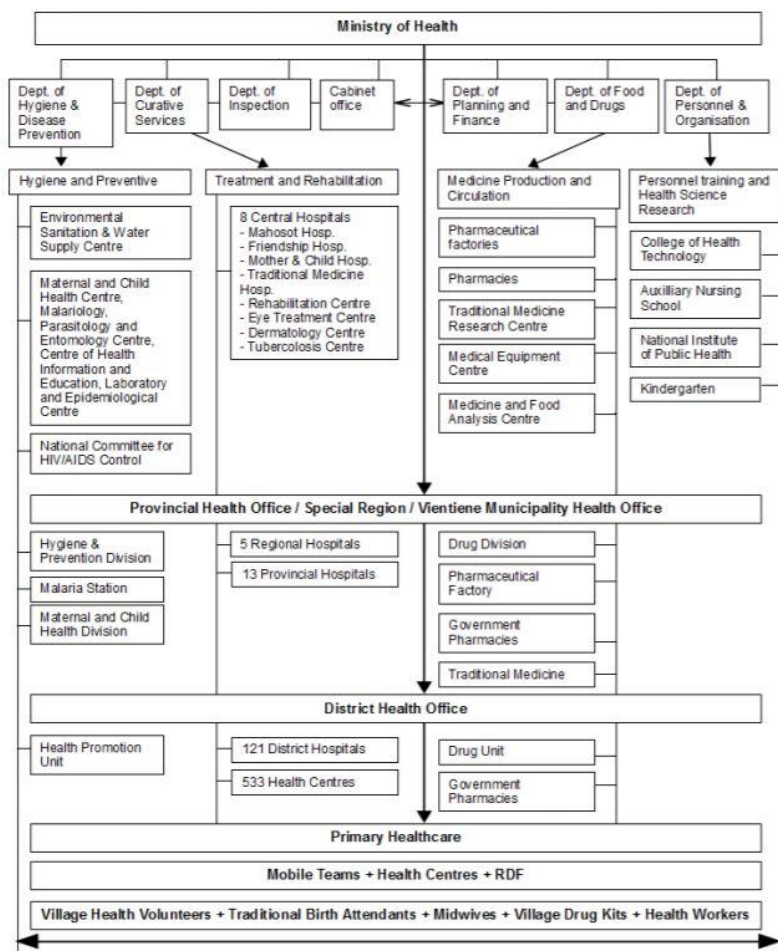 Ministry of Health
Dept. of
Hygiene &
Disease
Prevention
Dept. of
Curative
Services
Dept. of
Inspection
Cabinet
office
Dept. of
Planning and
Finance
Dept. of Food
and Drugs
Dept. of
Personnel &
Organisation
Hygiene and Preventive
Treatment and Rehabilitation
Medicine Production and
Circulation
Personnel training and
Health Science
Research
Environmental
Sanitation & Water
Supply Centre
Maternal and Child
Health Centre,
Malariology,
Parasitology and
Entomology Centre,
Centre of Health
Information and
Education, Laboratory
and Epidemiological
Centre
National Committee for
HIV/AIDS Control
8 Central Hospitals
- Mahosot Hosp.
- Friendship Hosp.
- Mother & Child Hosp.
- Traditional Medicine
Hosp.
- Rehabilitation Centre
- Eye Treatment Centre
- Dermatology Centre
- Tubercolosis Centre
Pharmaceutical
factories
Pharmacies
Traditional Medicine
Research Centre
Medical Equipment
Centre
Medicine and Food
Analysis Centre
College of Health
Technology
Auxilliary Nursing
School
National Institute
of Public Health
Kindergarten
Provincial Health Office / Special Region / Vientiene Municipality Health Office
Hygiene &
Prevention Division
Malaria Station
Maternal and Child
Health Division
5 Regional Hospitals
13 Provincial Hospitals
Drug Division
Pharmaceutical
Factory
Government
Pharmacies
Traditional Medicine
District Health Office
Health Promotion
Unit
121 District Hospitals
533 Health Centres
Drug Unit
Government
Pharmacies
Primary Healthcare
Mobile Teams + Health Centres + RDF
Village Health Volunteers + Traditional Birth Attendants + Midwives + Village Drug Kits + Health Workers